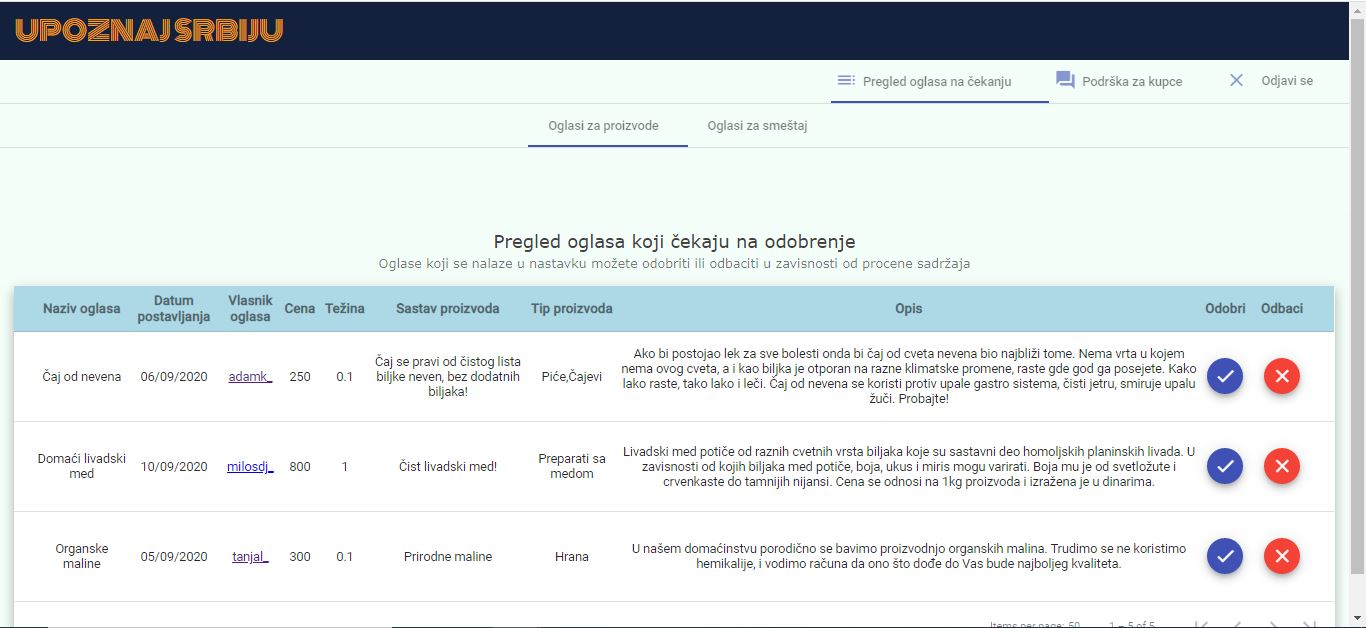 UPOZNAJ SRBIJU
Pregled oglasa na čekanju Podrška za kupce Odjavi se
Oglasi za proizvode Oglasi za smeštaj
Pregled oglasa koji čekaju na odobrenje
Oglase koji se nalaze u nastavku možete odobriti ili odbaciti u zavisnosti od procene sadržaja
Naziv oglasa
Datum
postavljanja
Vlasnik
oglasa
Cena
Težina
Sastav proizvoda
Tip proizvoda
Opis
Odobri
Odbaci
Čaj od nevena
06/09/2020
adamk_
250
0.1
Čaj se pravi od čistog lista
biljke neven, bez dodatnih
biljaka!
Piće,Čajevi
Ako bi postojao lek za sve bolesti onda bi čaj od cveta nevena bio najbliži tome. Nema vrta u kojem
nema ovog cveta, a i kao biljka je otporan na razne klimatske promene, raste gde god ga posejete. Kako
lako raste, tako lako i leči. Čaj od nevena se koristi protiv upale gastro sistema, čisti jetru, smiruje upalu
žuči. Probajte!
Domaći livadski
med
10/09/2020
milosdj_
800
1
Čist livadski med!
Preparati sa
medom
Livadski med potiče od raznih cvetnih vrsta biljaka koje su sastavni deo homoljskih planinskih livada. U
zavisnosti od kojih biljaka med potiče, boja, ukus i miris mogu varirati. Boja mu je od svetložute i
crvenkaste do tamnijih nijansi. Cena se odnosi na 1kg proizvoda i izražena je u dinarima.
Organske
maline
05/09/2020
tanjal_
300
0.1
Prirodne maline
Hrana
U našem domaćinstvu porodično se bavimo proizvodnjo organskih malina. Trudimo se ne koristimo
hemikalije, i vodimo računa da ono što dođe do Vas bude najboljeg kvaliteta.
Items per page: 50 1 – 5 of 5